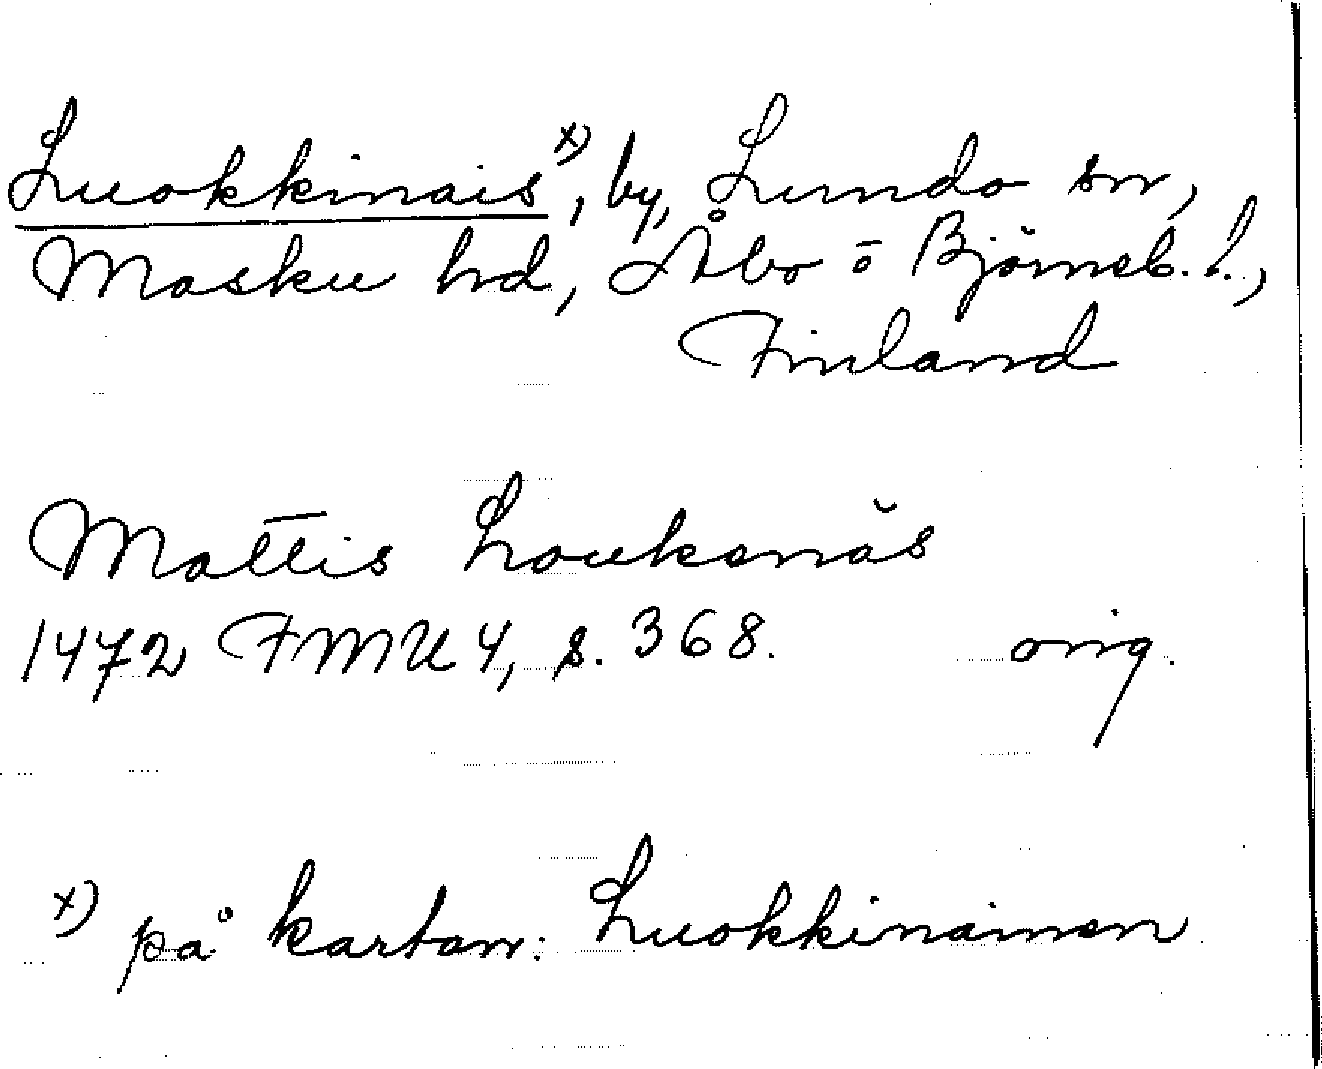 Luokkinais x), by, Lundo sn,
Masku hd, Åbo o Björneb. l.,
Finland
Mattis Loukenäs
1472 FMU 4, s. 368. orig.
x) på kartan: Luokkinainen